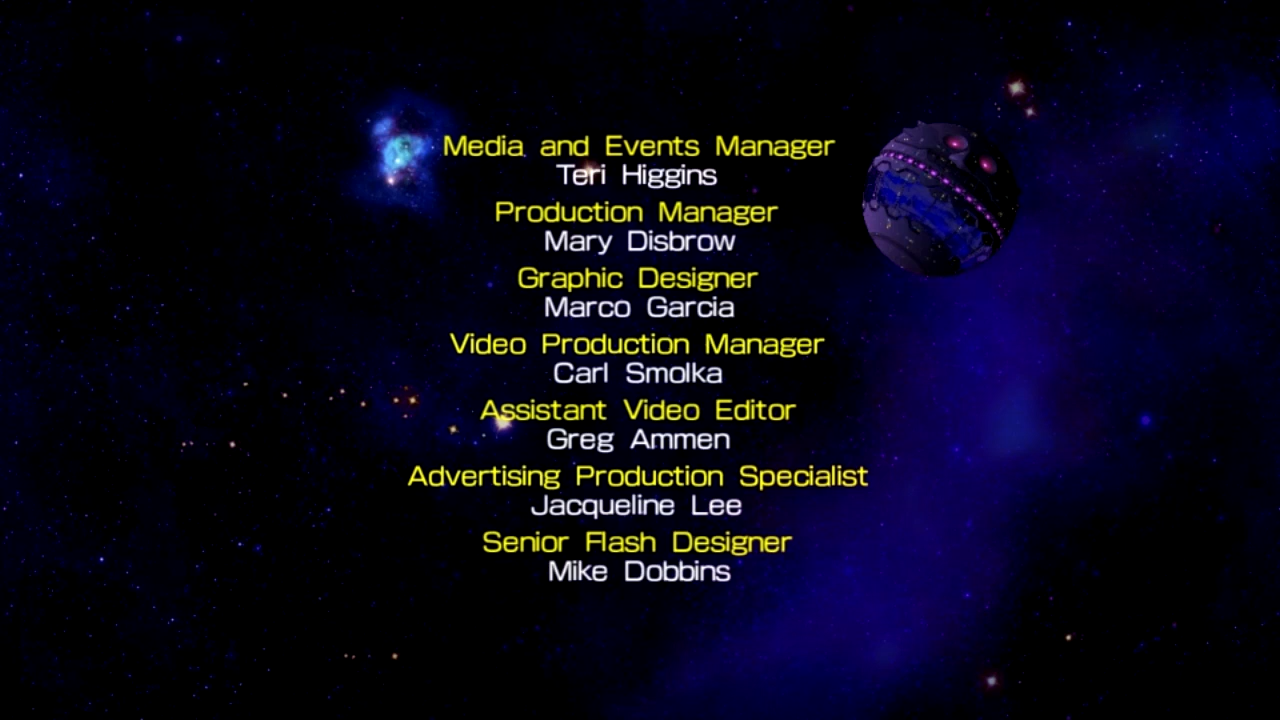 Media and Events Manager
Teri Higgins
Production Manager
Mary Disbrow
Graphic Designer
Marco Garcia
Video Production Manager
Carl Smolka
Assistant Video Editor
Greg Ammen
Advertising Production Specialist
Jacqueline Lee
Senior Flash Designer
Mike Dobbins